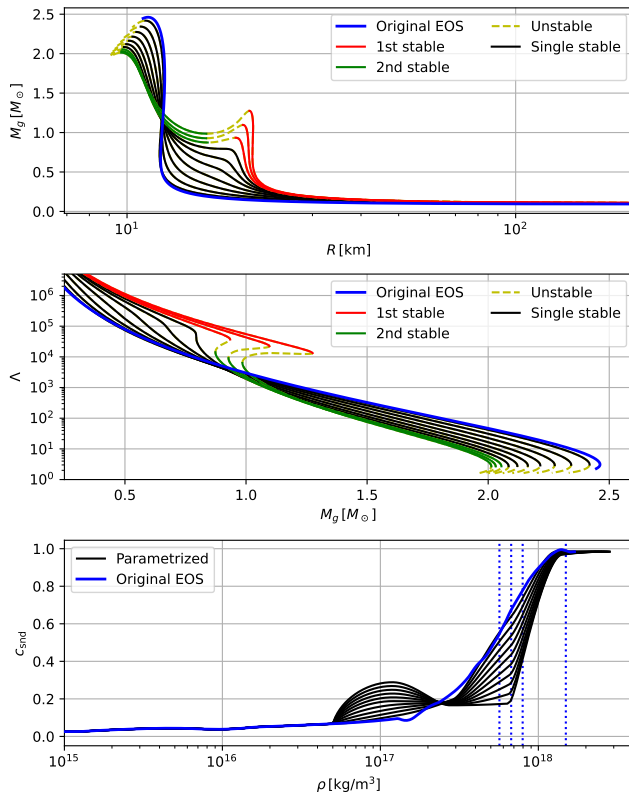 2.5
2.0
1.5
1.0
0.5
0.0
M_g [M_⊙]
Original EOS
1st stable
2nd stable
Unstable
Single stable
10^1
10^2
R [km]
10^6
10^5
10^4
10^3
10^2
10^1
10^0
Λ
Original EOS
1st stable
2nd stable
Unstable
Single stable
0.5
1.0
1.5
2.0
2.5
M_g [M_⊙]
1.0
0.8
0.6
0.4
0.2
0.0
c_snd
Parametrized
Original EOS
10^15
10^16
10^17
10^18
ρ [kg/m^3]